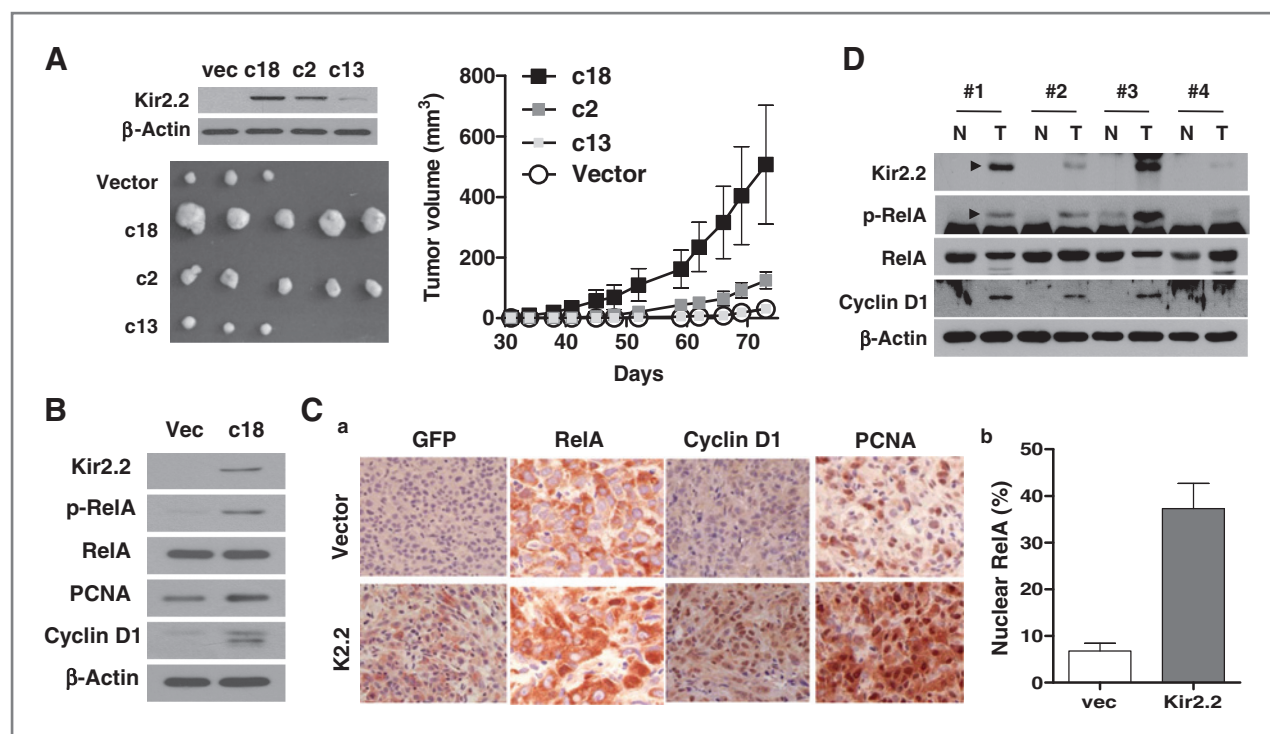 A
vec c18 c2 c13
Kir2.2
β-Actin
Vector
c18
c2
c13
Tumor volume (mm³)
800
600
400
200
0
30 40 50 60 70
Days
c18
c2
c13
Vector
D
#1 #2 #3 #4
N T N T N T N T
Kir2.2
p-RelA
RelA
Cyclin D1
β-Actin
B
Vec c18
Kir2.2
p-RelA
RelA
PCNA
Cyclin D1
β-Actin
C
a
GFP RelA Cyclin D1 PCNA
Vector
K2.2
b
Nuclear RelA (%)
50
40
30
20
10
0
vec Kir2.2